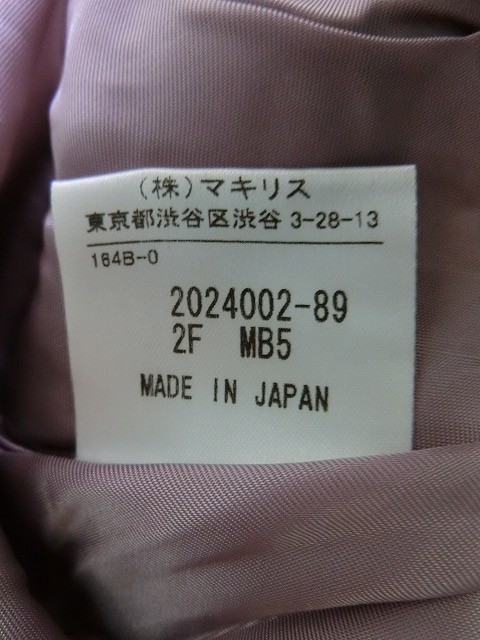 (株)マキリス
東京都渋谷区渋谷 3-28-13
184B-0
2024002-89
2F MB5
MADE IN JAPAN